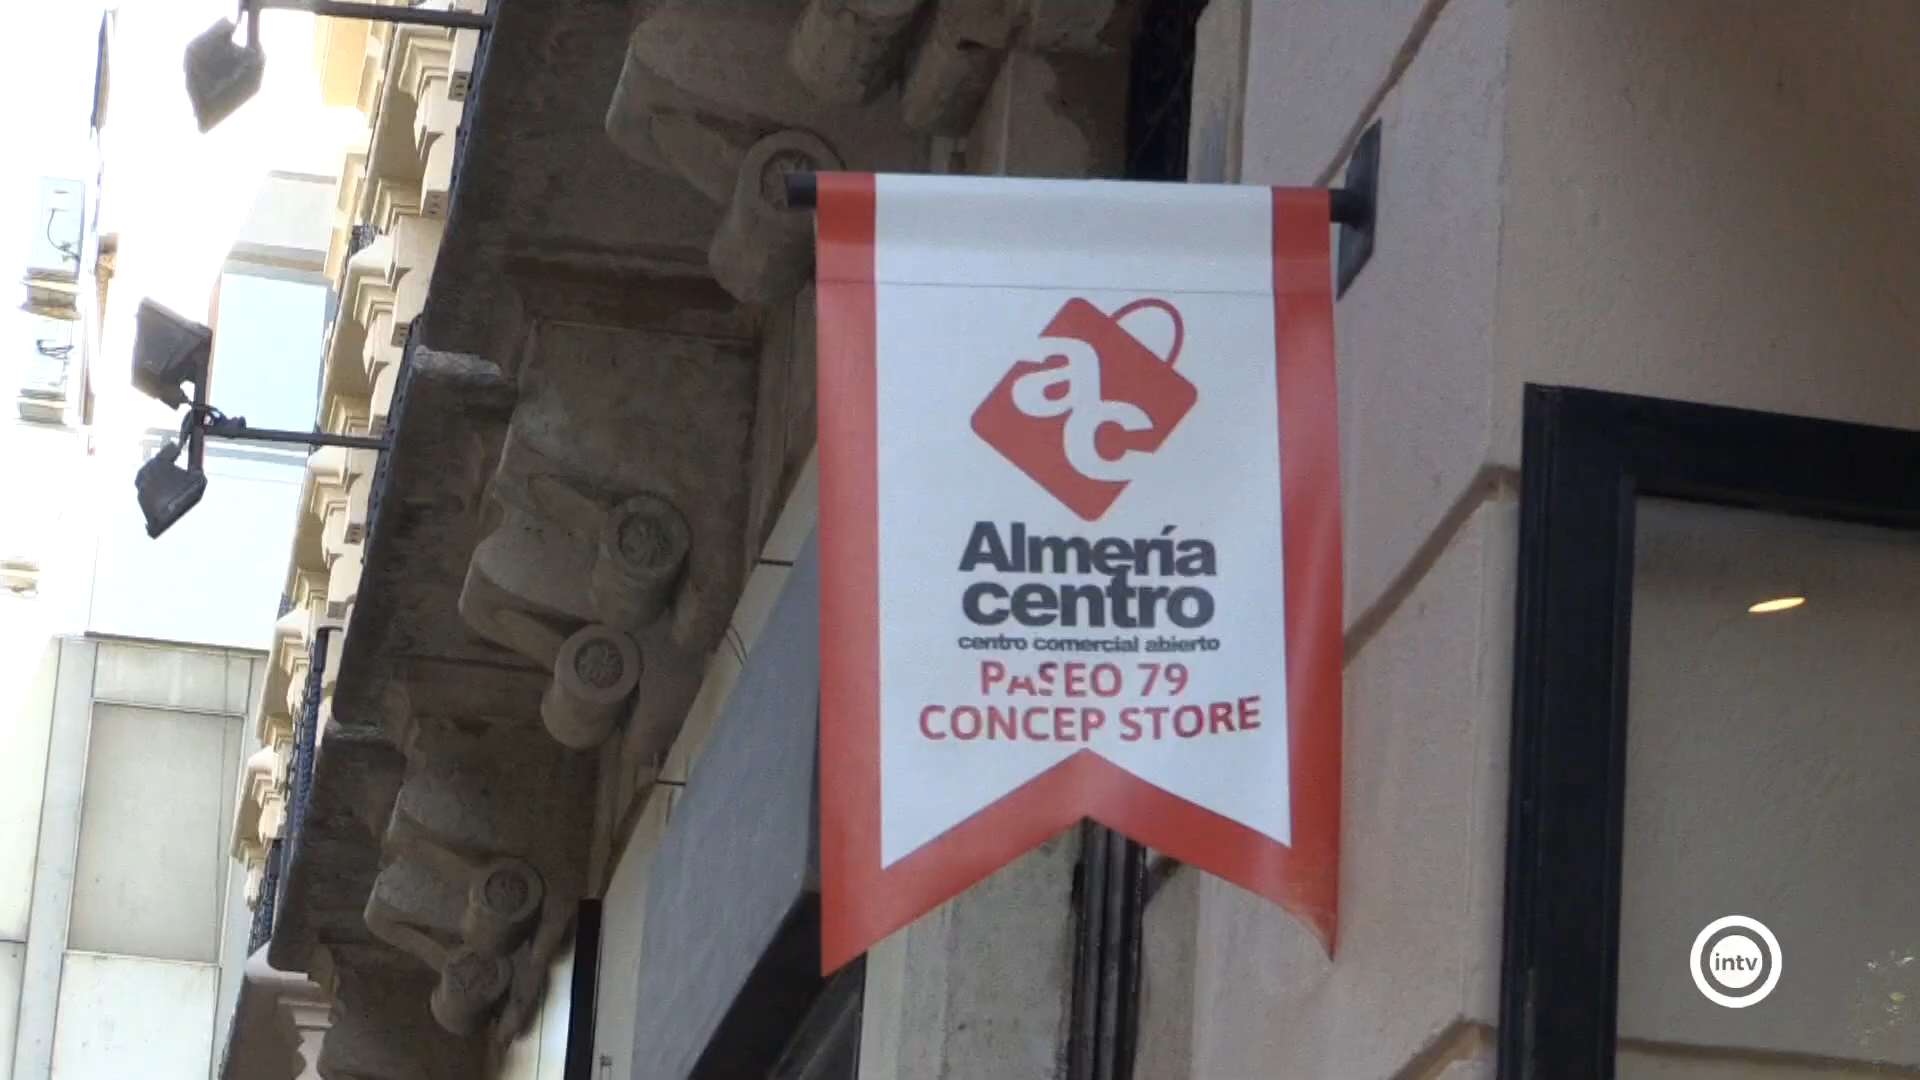 ac
Almería
centro
centro comercial abierto
PASEO 79
CONCEP STORE
intv